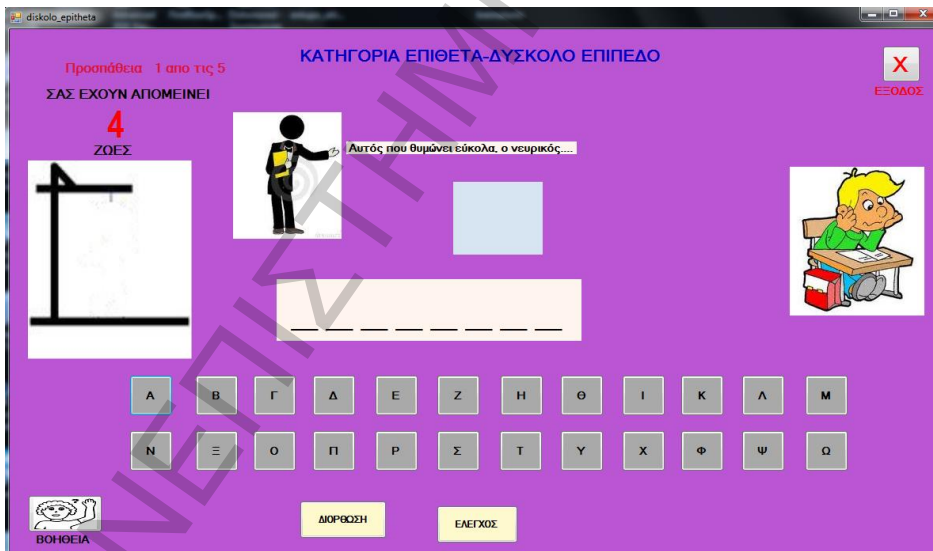 diskolo_epitheta
ΚΑΤΗΓΟΡΙΑ ΕΠΙΘΕΤΑ-ΔΥΣΚΟΛΟ ΕΠΙΠΕΔΟ
Προσπάθεια 1 απο τις 5
ΣΑΣ ΕΧΟΥΝ ΑΠΟΜΕΙΝΕΙ
4
ΖΩΕΣ
X
ΕΞΟΔΟΣ
Αυτός που θυμώνει εύκολα, ο νευρικός....
Α Β Γ Δ Ε Ζ Η Θ Ι Κ Λ Μ
Ν Ξ Ο Π Ρ Σ Τ Υ Χ Φ Ψ Ω
ΒΟΗΘΕΙΑ
ΔΙΟΡΘΩΣΗ
ΕΛΕΓΧΟΣ